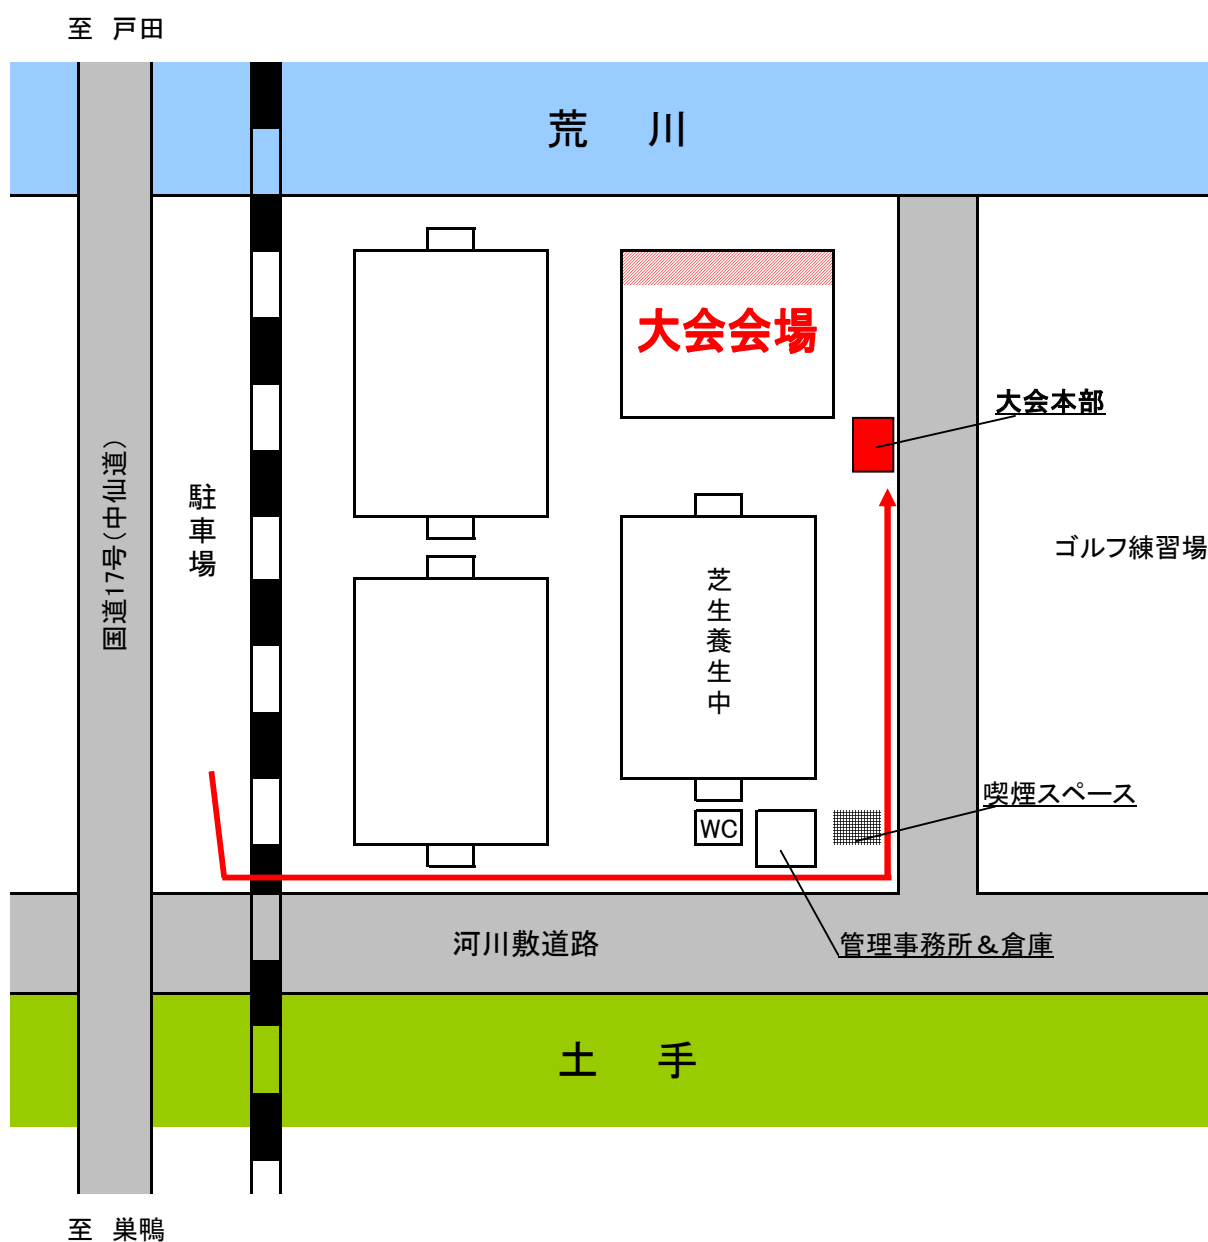 至　戸田
荒　川
大会会場
大会本部
国道17号（中仙道）
駐車場
ゴルフ練習場
芝生養生中
喫煙スペース
WC
河川敷道路
管理事務所＆倉庫
土　手
至　巣鴨